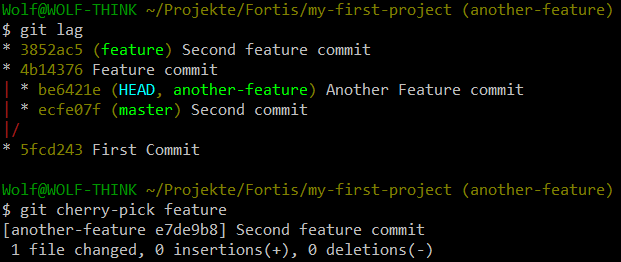 Wolf@WOLF-THINK ~/Projekte/Fortis/my-first-project (another-feature)
$ git lag
* 3852ac5 (feature) Second feature commit
* 4b14376 Feature commit
| * be6421e (HEAD, another-feature) Another Feature commit
| * ecfe07f (master) Second commit
|/
* 5fcd243 First Commit
Wolf@WOLF-THINK ~/Projekte/Fortis/my-first-project (another-feature)
$ git cherry-pick feature
[another-feature e7de9b8] Second feature commit
 1 file changed, 0 insertions(+), 0 deletions(-)